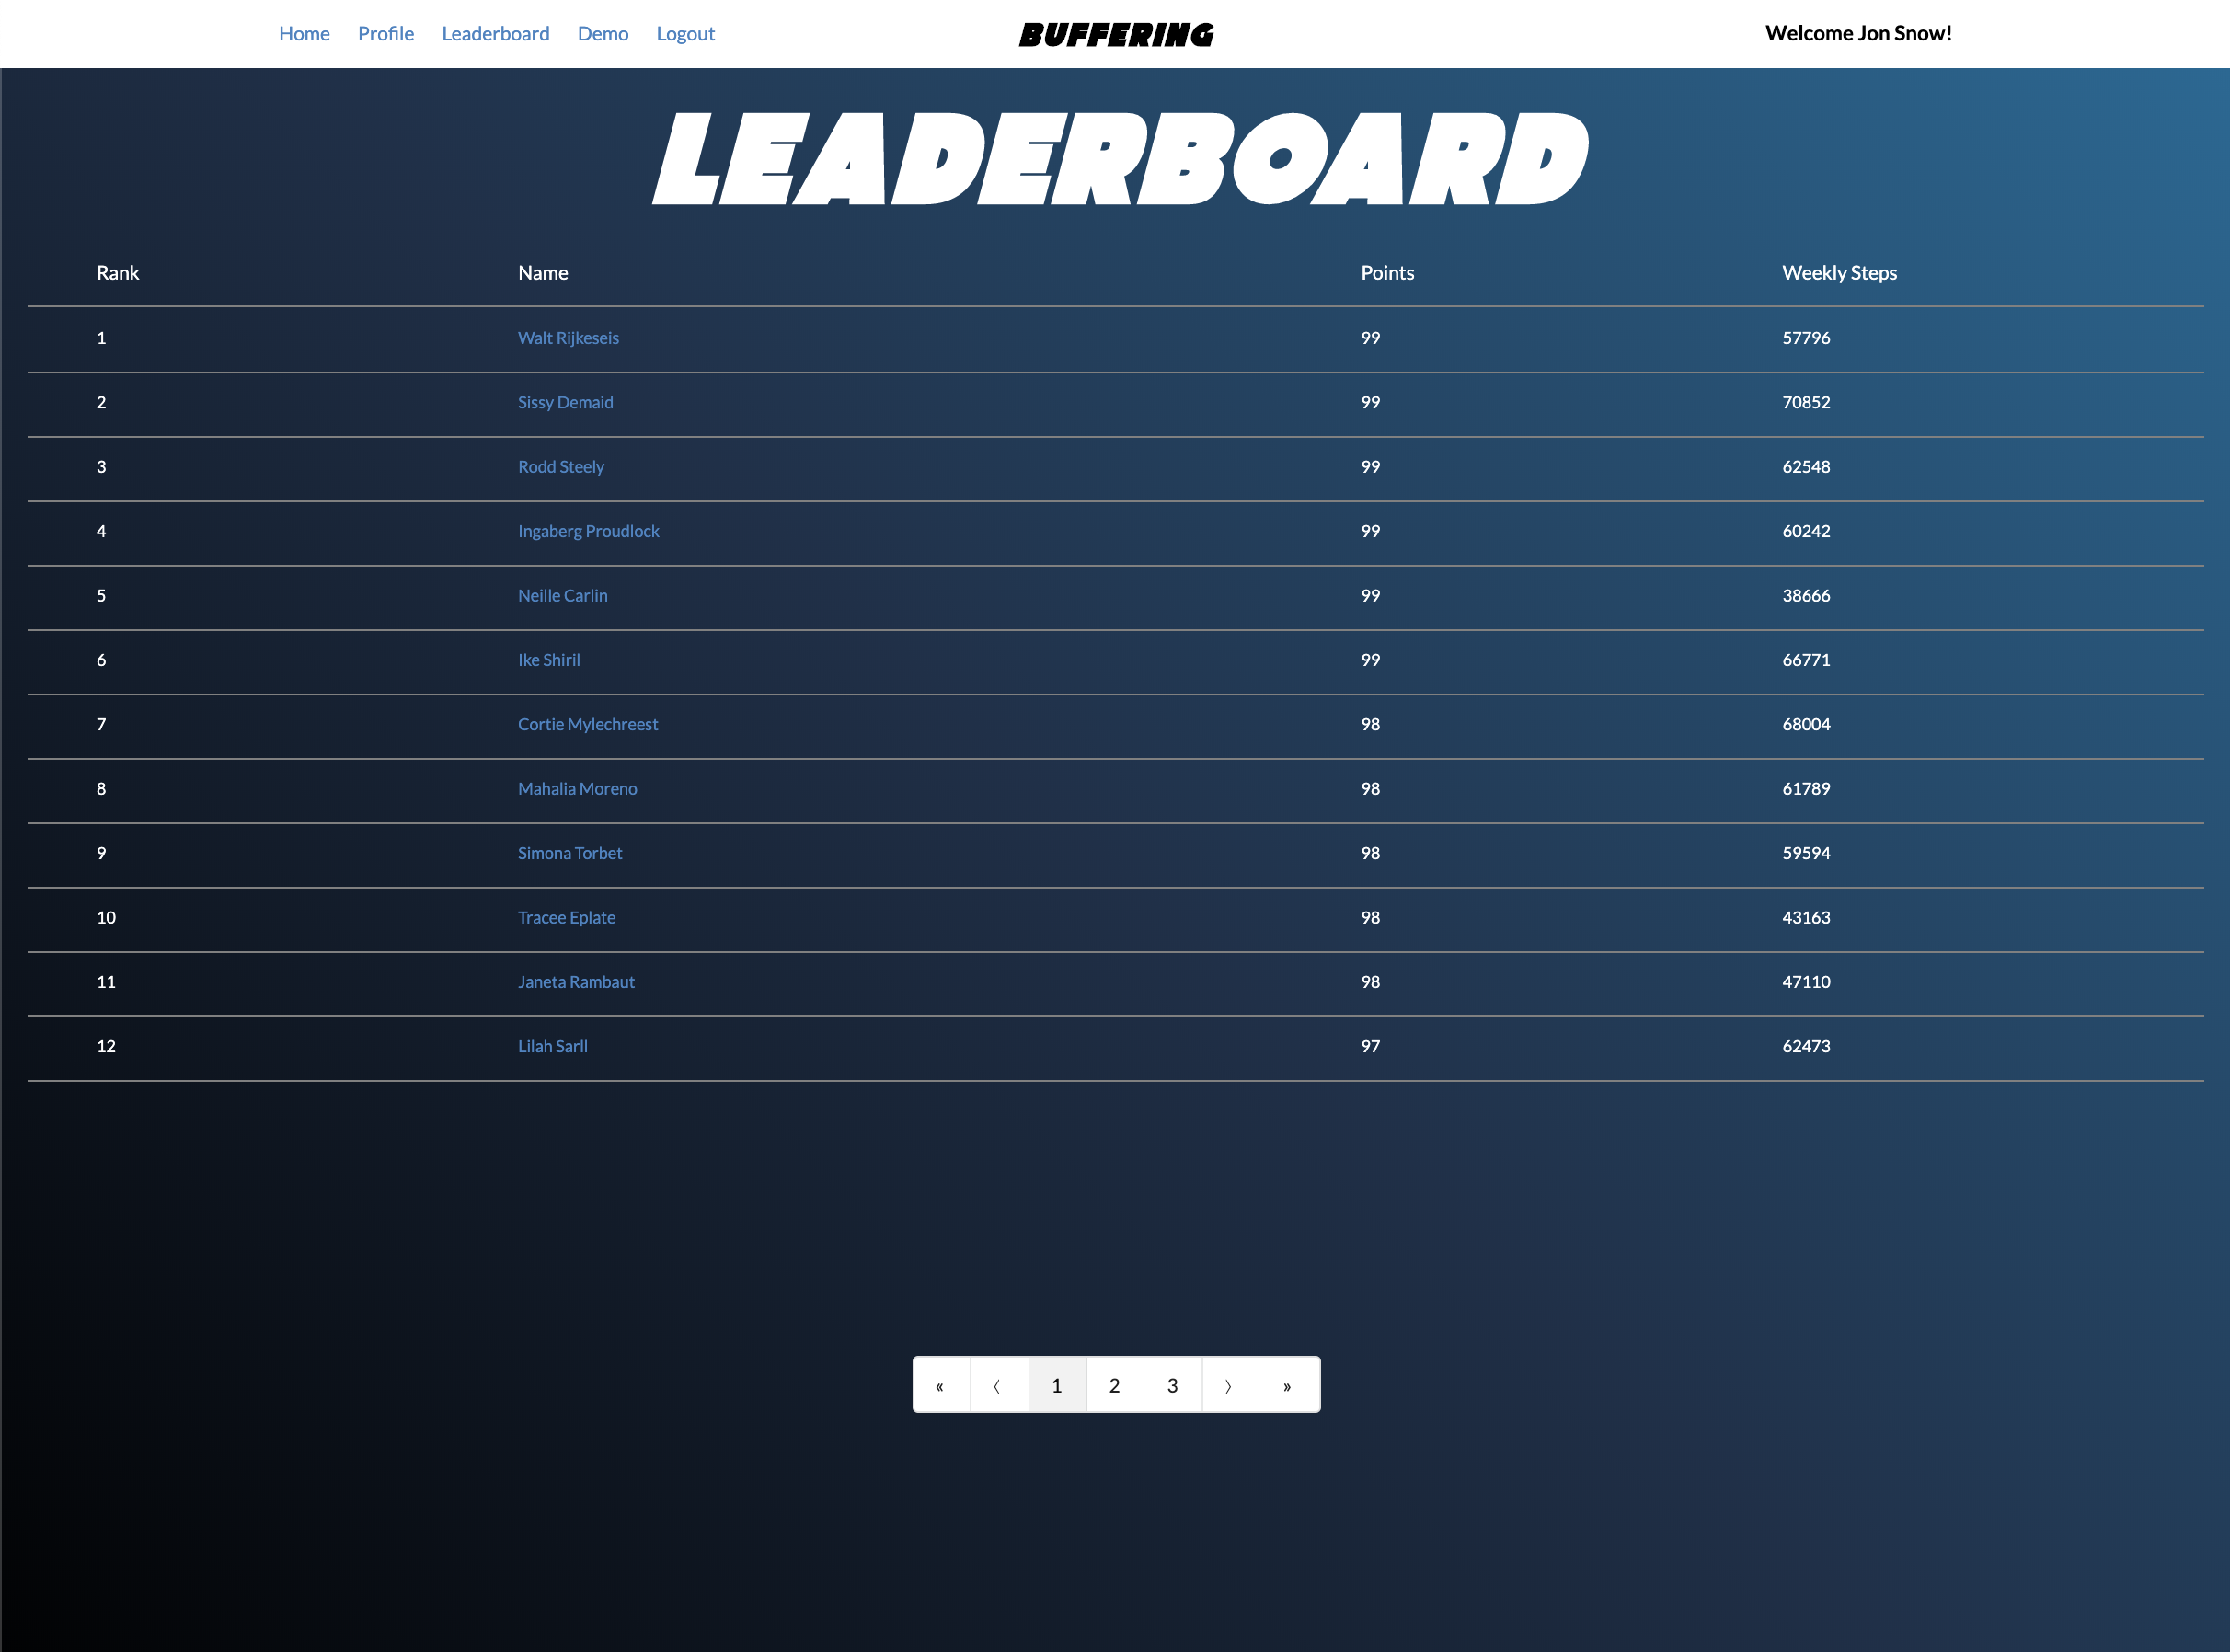 Home Profile Leaderboard Demo Logout BUFFERING Welcome Jon Snow!
LEADERBOARD
Rank Name Points Weekly Steps
1 Walt Rijkeseis 99 57796
2 Sissy Demaid 99 70852
3 Rodd Steely 99 62548
4 Ingaberg Proudlock 99 60242
5 Neille Carlin 99 38666
6 Ike Shiril 99 66771
7 Cortie Mylechreest 98 68004
8 Mahalia Moreno 98 61789
9 Simona Torbet 98 59594
10 Tracee Eplate 98 43163
11 Janeta Rambaut 98 47110
12 Lilah Sarll 97 62473
« 〈 1 2 3 〉 »